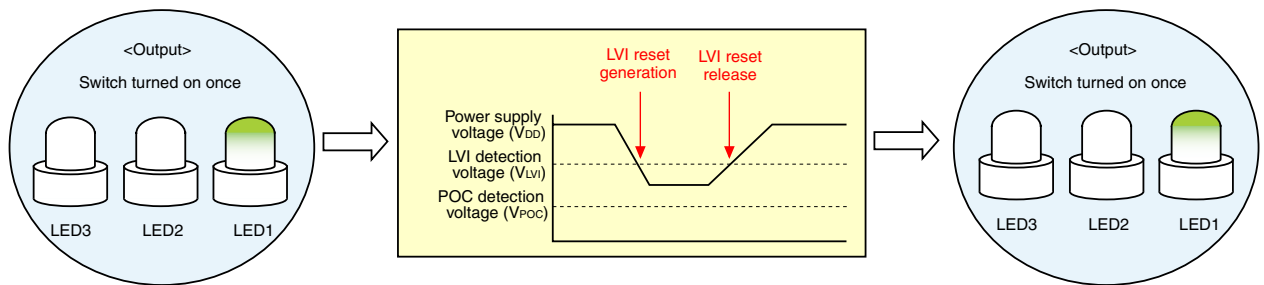 <Output>
Switch turned on once
LED3 LED2 LED1
LVI reset
generation
LVI reset
release
Power supply
voltage (VDD)
LVI detection
voltage (VLVI)
POC detection
voltage (VPOC)
<Output>
Switch turned on once
LED3 LED2 LED1